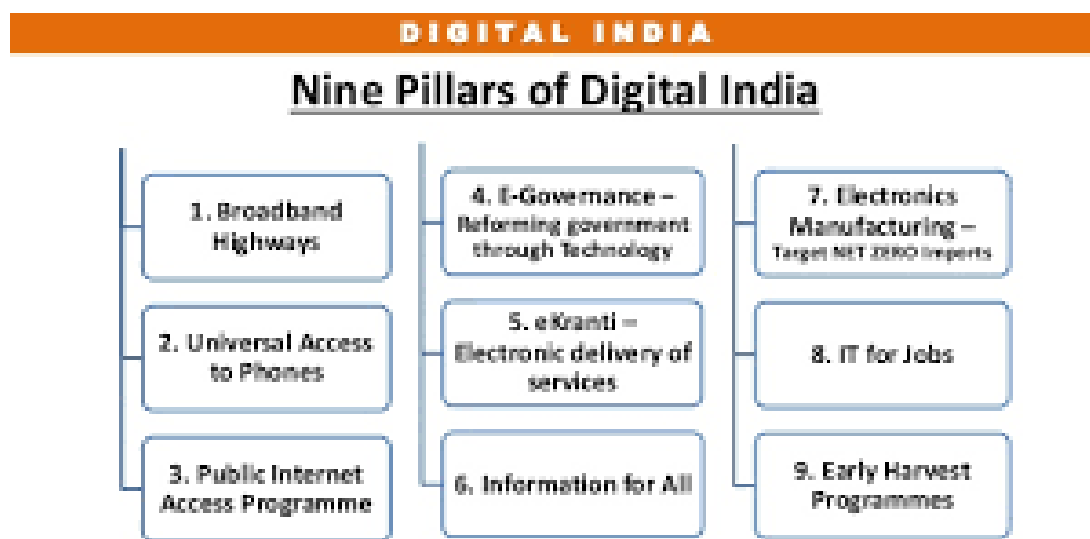 DIGITAL INDIA
Nine Pillars of Digital India
1. Broadband
Highways
2. Universal Access
to Phones
3. Public Internet
Access Programme
4. E-Governance –
Reforming government
through Technology
5. eKranti –
Electronic delivery of
services
6. Information for All
7. Electronics
Manufacturing –
Target NET ZERO Imports
8. IT for Jobs
9. Early Harvest
Programmes